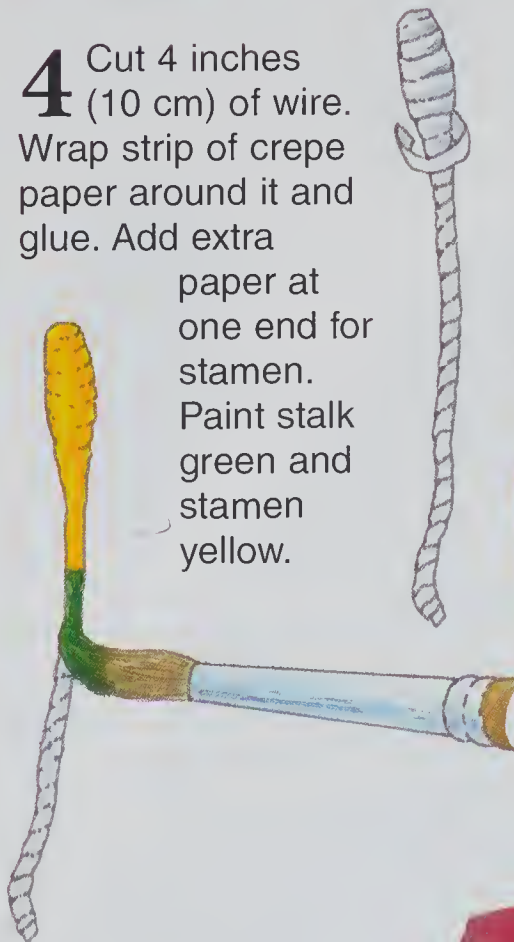 4 Cut 4 inches
(10 cm) of wire.
Wrap strip of crepe
paper around it and
glue. Add extra
paper at
one end for
stamen.
Paint stalk
green and
stamen
yellow.